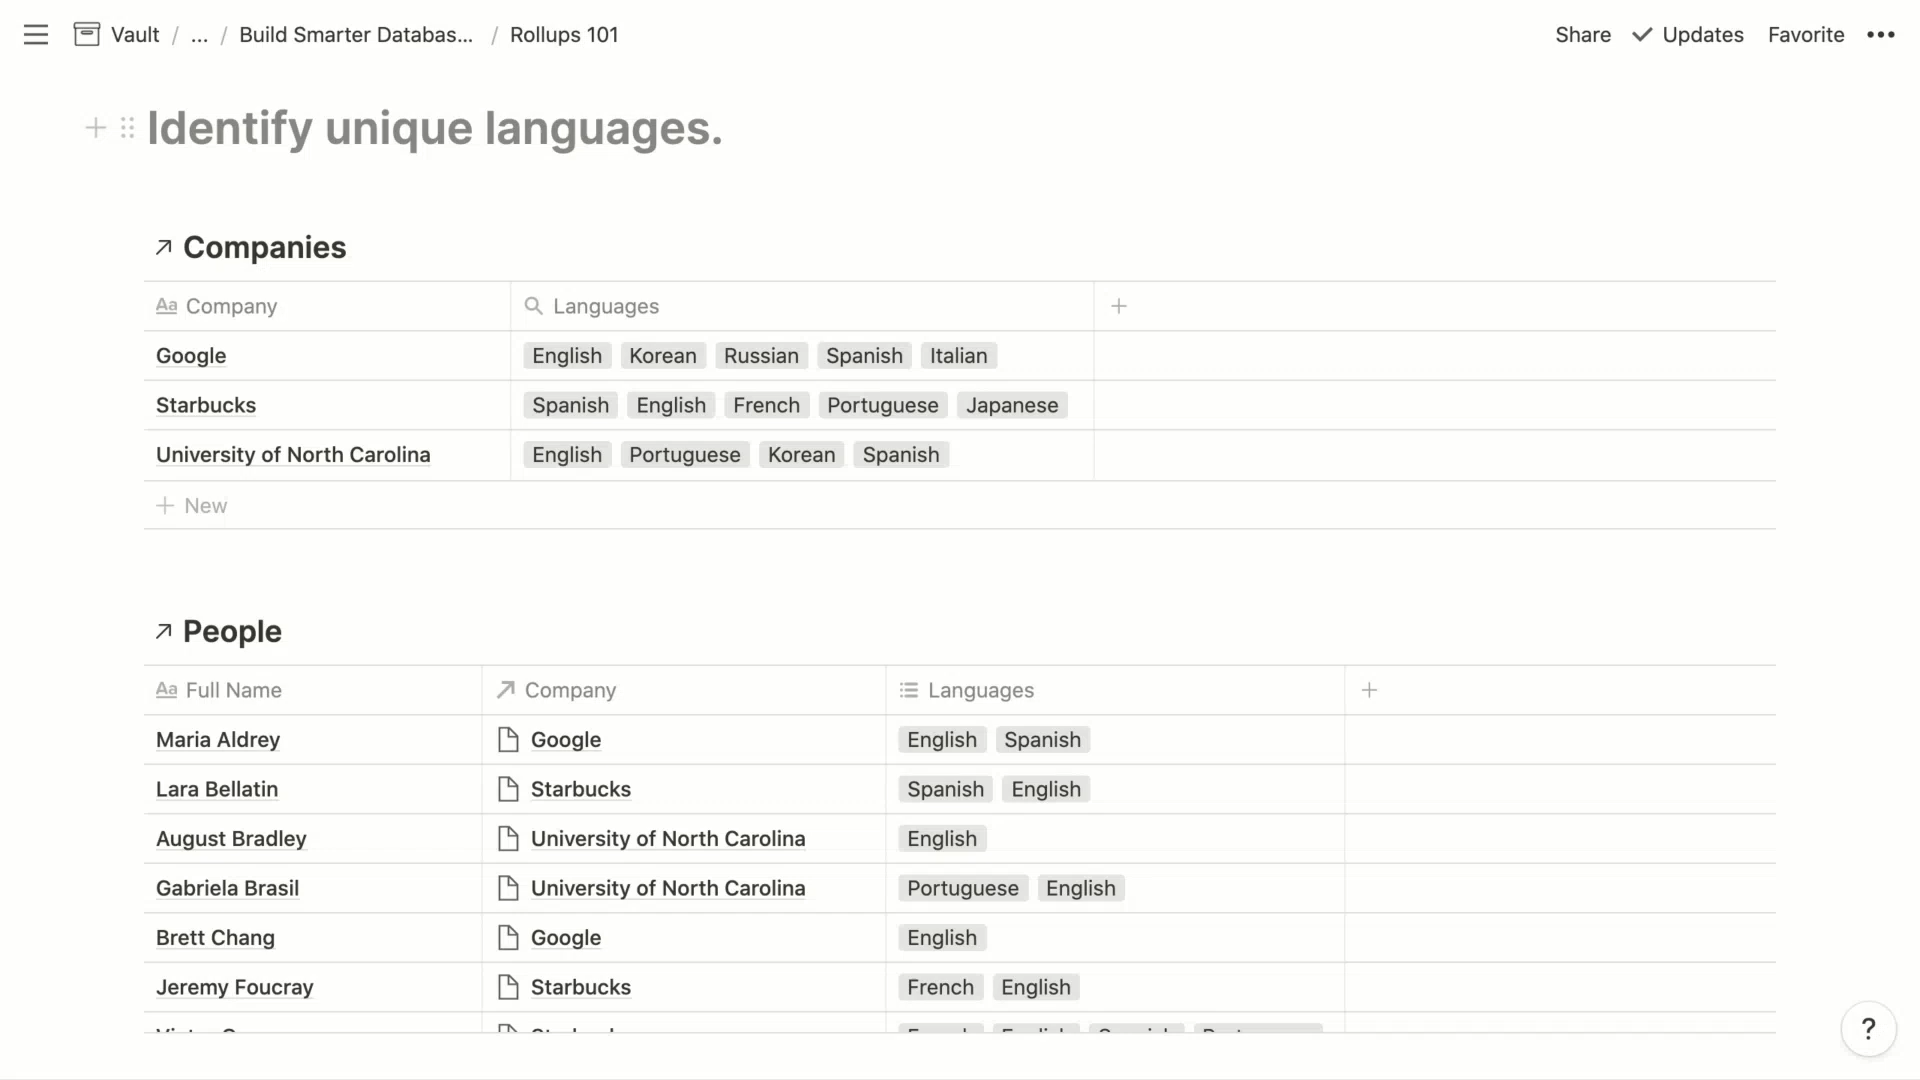 Vault / ... / Build Smarter Databas... / Rollups 101
Share Updates Favorite
Identify unique languages.
Companies
Aa Company Languages
Google English Korean Russian Spanish Italian
Starbucks Spanish English French Portuguese Japanese
University of North Carolina English Portuguese Korean Spanish
New
People
Aa Full Name Company Languages
Maria Aldrey Google English Spanish
Lara Bellatin Starbucks Spanish English
August Bradley University of North Carolina English
Gabriela Brasil University of North Carolina Portuguese English
Brett Chang Google English
Jeremy Foucray Starbucks French English
?